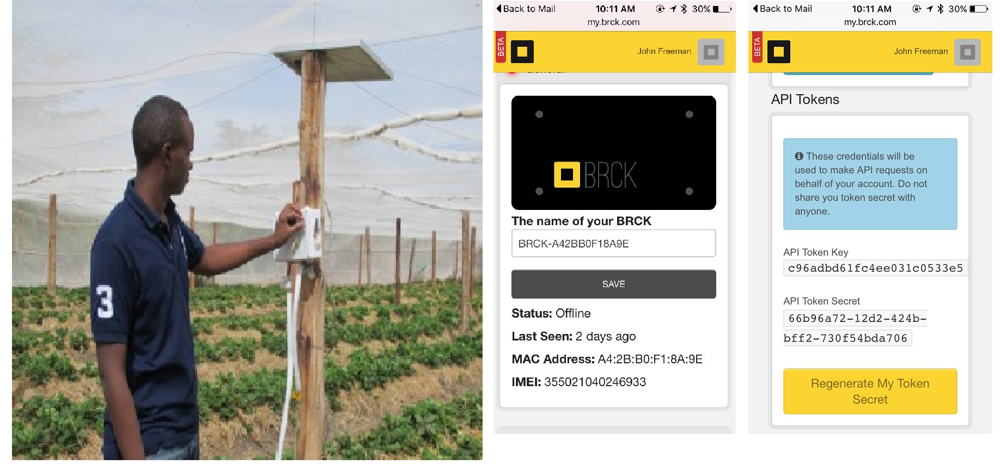 3
Back to Mail 10:11 AM 30%
my.brck.com
BETA
John Freeman
BRCK
The name of your BRCK
BRCK-A42BB0F18A9E
SAVE
Status: Offline
Last Seen: 2 days ago
MAC Address: A4:2B:B0:F1:8A:9E
IMEI: 355021040246933
Back to Mail 10:11 AM 30%
my.brck.com
BETA
John Freeman
API Tokens
These credentials will be
used to make API requests on
behalf of your account. Do not
share you token secret with
anyone.
API Token Key
c96adbd61fc4ee031c0533e5
API Token Secret
66b96a72-12d2-424b-
bff2-730f54bda706
Regenerate My Token
Secret